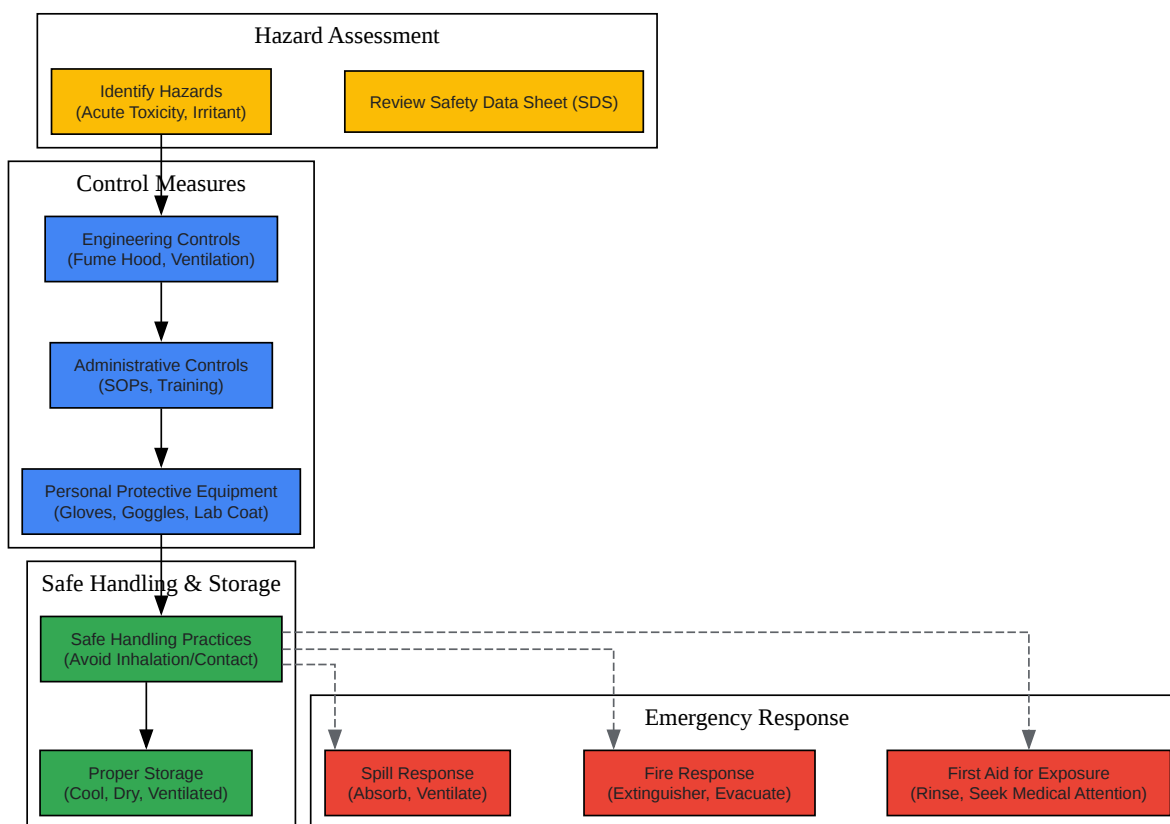 Hazard Assessment
Identify Hazards
(Acute Toxicity, Irritant)
Review Safety Data Sheet (SDS)
Control Measures
Engineering Controls
(Fume Hood, Ventilation)
Administrative Controls
(SOPs, Training)
Personal Protective Equipment
(Gloves, Goggles, Lab Coat)
Safe Handling & Storage
Safe Handling Practices
(Avoid Inhalation/Contact)
Proper Storage
(Cool, Dry, Ventilated)
Emergency Response
Spill Response
(Absorb, Ventilate)
Fire Response
(Extinguisher, Evacuate)
First Aid for Exposure
(Rinse, Seek Medical Attention)